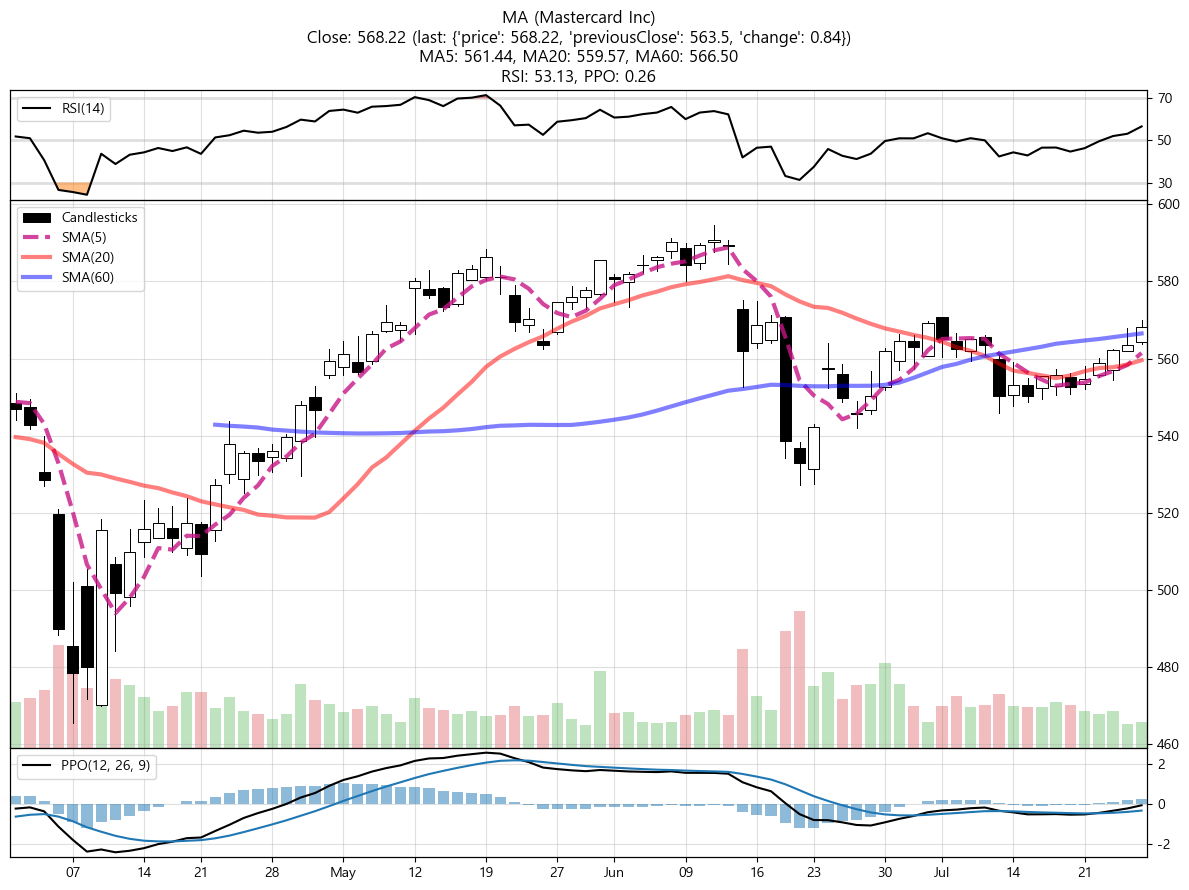 MA (Mastercard Inc)
Close: 568.22 (last: {'price': 568.22, 'previousClose': 563.5, 'change': 0.84})
MA5: 561.44, MA20: 559.57, MA60: 566.50
RSI: 53.13, PPO: 0.26
RSI(14)
70
50
30
Candlesticks
SMA(5)
SMA(20)
SMA(60)
600
580
560
540
520
500
480
460
PPO(12, 26, 9)
2
0
-2
07 14 21 28 May 12 19 27 Jun 09 16 23 30 Jul 14 21